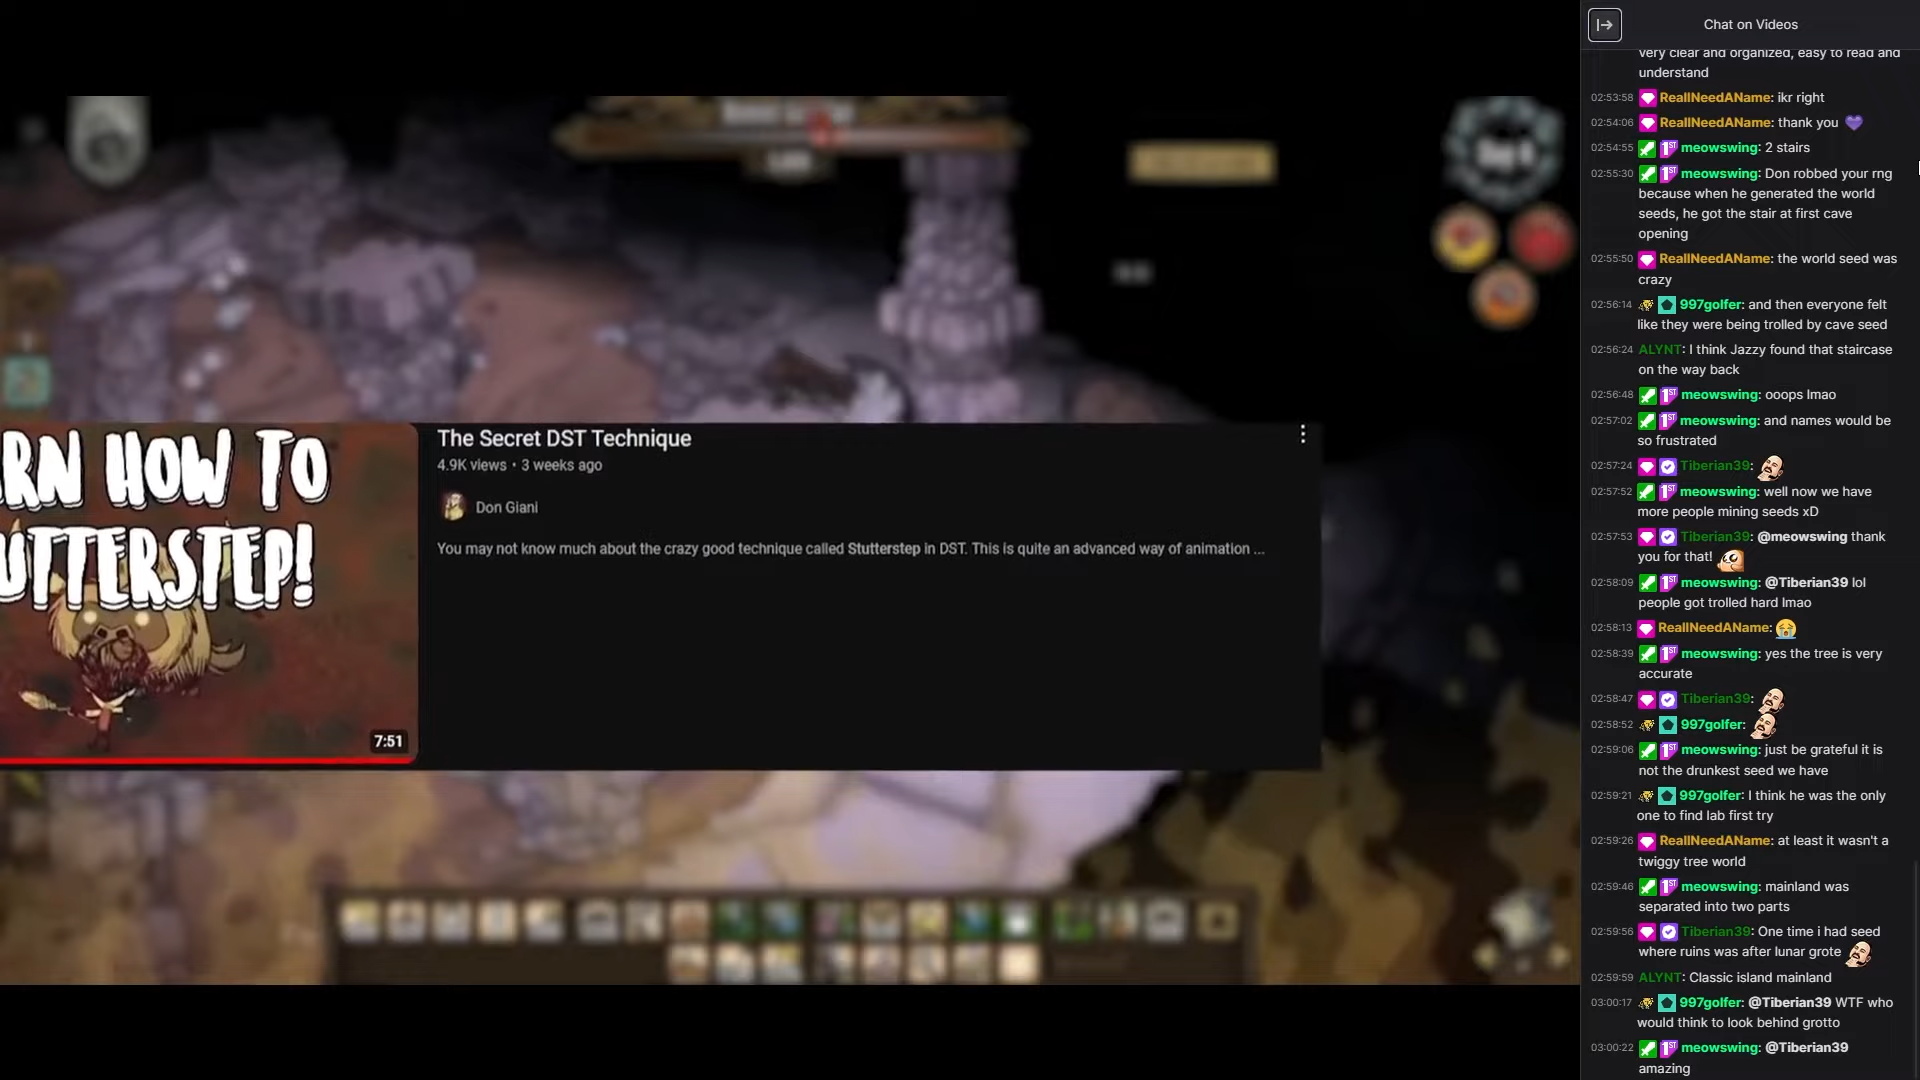 RN HOW TO
UTTERSTEP!
7:51
The Secret DST Technique
4.9K views • 3 weeks ago
Don Giani
You may not know much about the crazy good technique called Stutterstep in DST. This is quite an advanced way of animation ...
Chat on Videos
very clear and organized, easy to read and
understand
02:53:58 ReallNeedAName: ikr right
02:54:06 ReallNeedAName: thank you 💜
02:54:55 1ST meowswing: 2 stairs
02:55:30 1ST meowswing: Don robbed your rng
because when he generated the world
seeds, he got the stair at first cave
opening
02:55:50 ReallNeedAName: the world seed was
crazy
02:56:14 997golfer: and then everyone felt
like they were being trolled by cave seed
02:56:24 ALYNT: I think Jazzy found that staircase
on the way back
02:56:48 1ST meowswing: ooops lmao
02:57:02 1ST meowswing: and names would be
so frustrated
02:57:24 Tiberian39:
02:57:52 1ST meowswing: well now we have
more people mining seeds xD
02:57:53 Tiberian39: @meowswing thank
you for that!
02:58:09 1ST meowswing: @Tiberian39 lol
people got trolled hard lmao
02:58:13 ReallNeedAName: 😭
02:58:39 1ST meowswing: yes the tree is very
accurate
02:58:47 Tiberian39:
02:58:52 997golfer:
02:59:06 1ST meowswing: just be grateful it is
not the drunkest seed we have
02:59:21 997golfer: I think he was the only
one to find lab first try
02:59:26 ReallNeedAName: at least it wasn't a
twiggy tree world
02:59:46 1ST meowswing: mainland was
separated into two parts
02:59:56 Tiberian39: One time i had seed
where ruins was after lunar grote
02:59:59 ALYNT: Classic island mainland
03:00:17 997golfer: @Tiberian39 WTF who
would think to look behind grotto
03:00:22 1ST meowswing: @Tiberian39
amazing